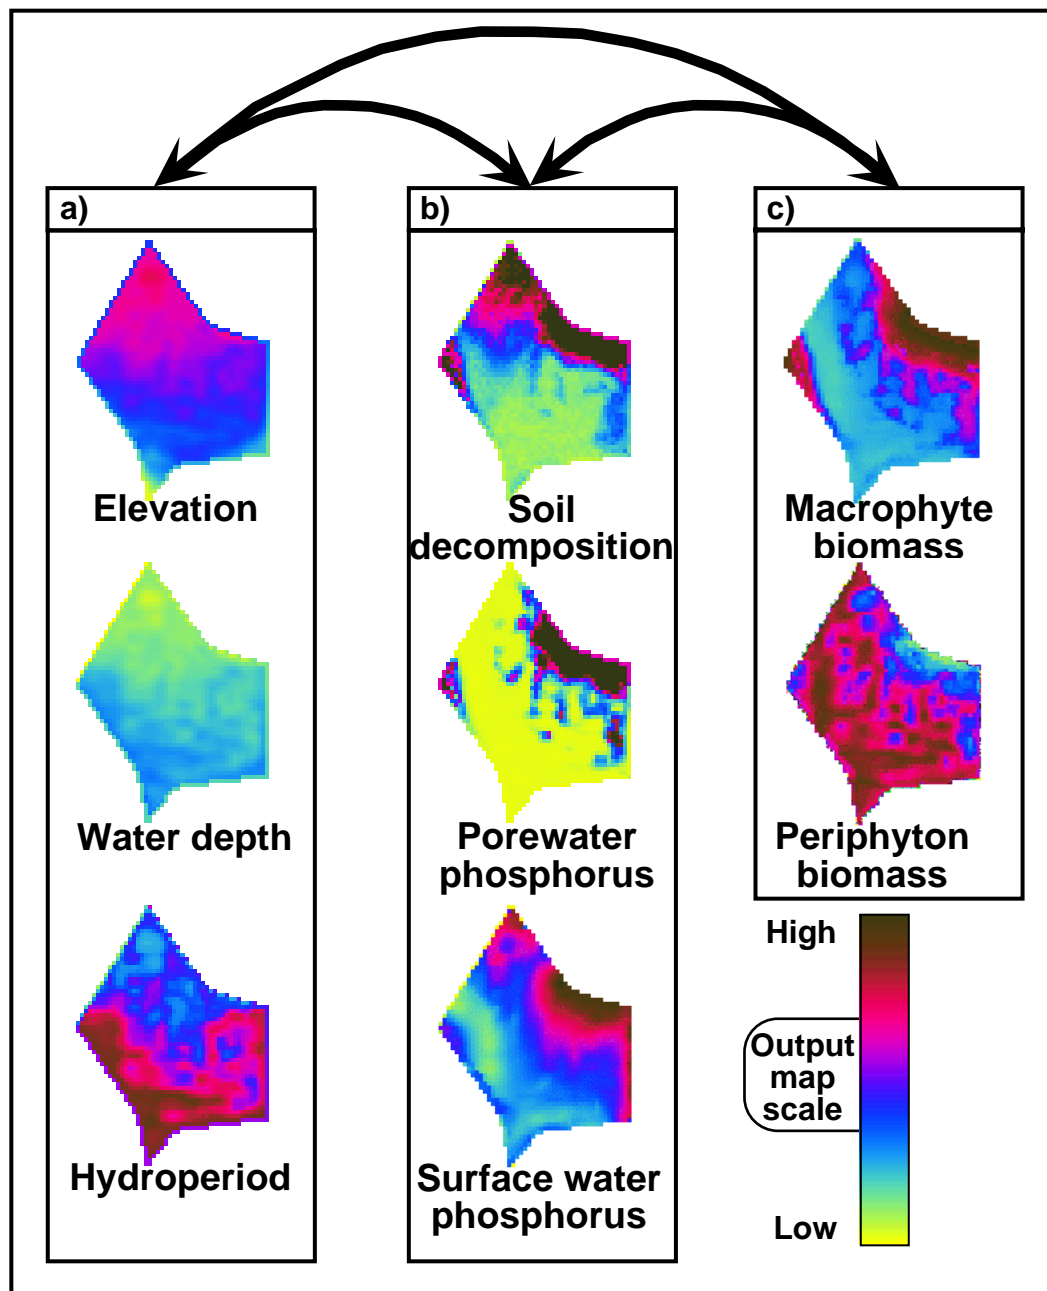 a)
Elevation
Water depth
Hydroperiod
b)
Soil
decomposition
Porewater
phosphorus
Surface water
phosphorus
c)
Macrophyte
biomass
Periphyton
biomass
High
Output
map
scale
Low